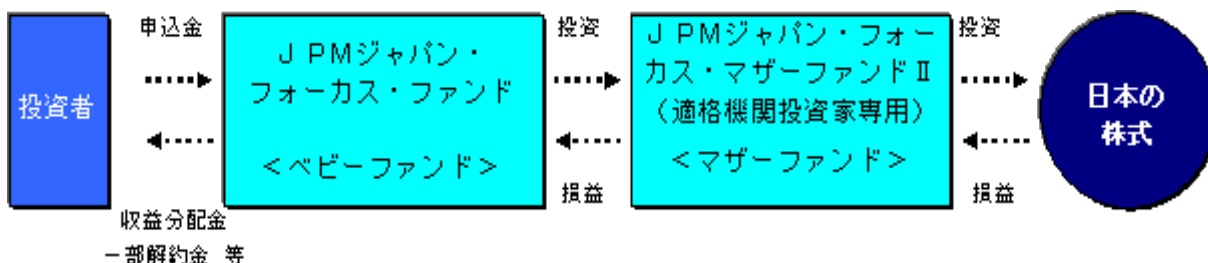 投資者
申込金
収益分配金
一部解約金 等
JPMジャパン・
フォーカス・ファンド
<ベビーファンド>
投資
損益
JPMジャパン・フォー
カス・マザーファンドⅡ
(適格機関投資家専用)
<マザーファンド>
投資
損益
日本の
株式